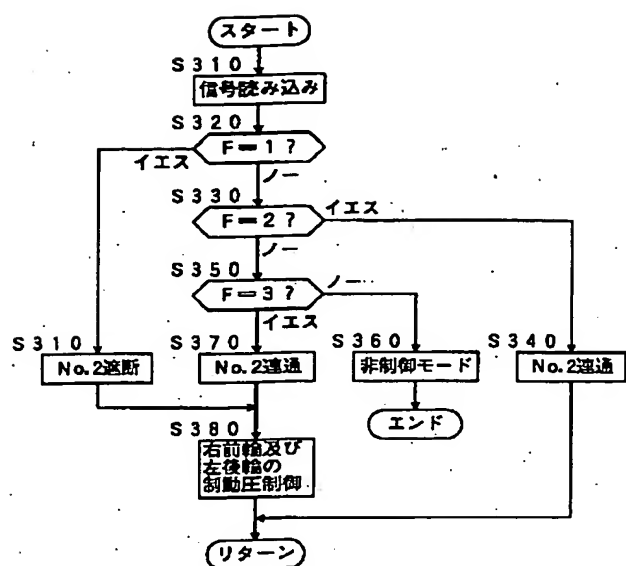 スタート
S310
信号読み込み
S320
F=1?
イエス
ノー
S330
F=2?
イエス
ノー
S350
F=3?
ノー
イエス
S310
No.2遮断
S370
No.2連通
S360
非制御モード
S340
No.2連通
エンド
S380
右前輪及び
左後輪の
制動圧制御
リターン